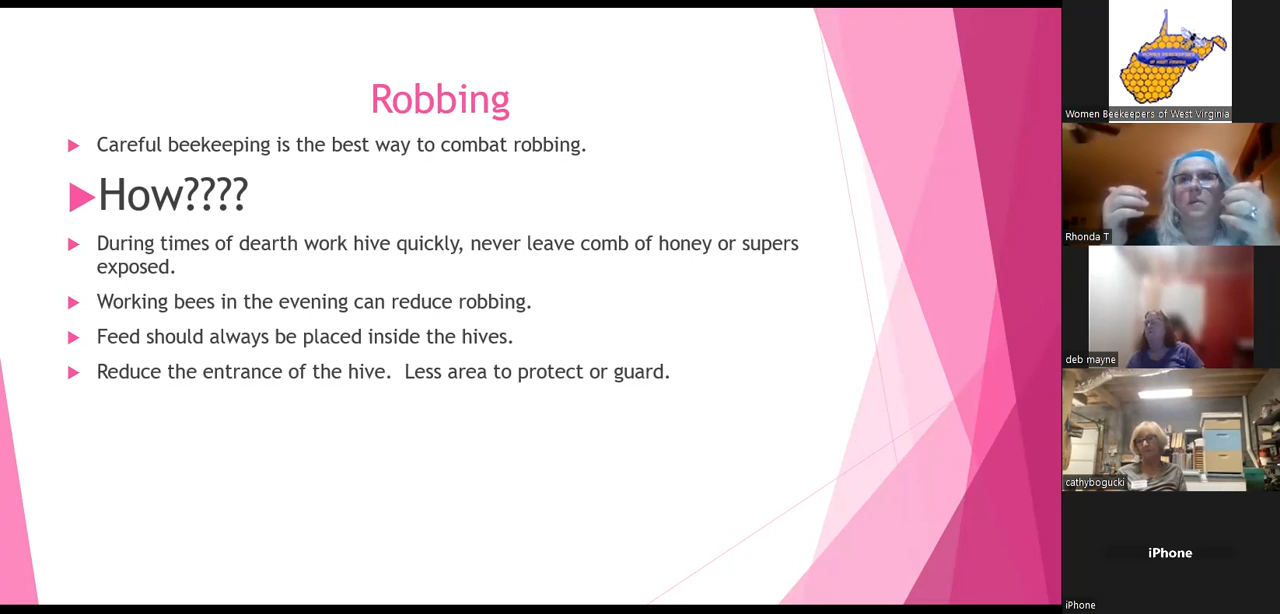 Robbing
Careful beekeeping is the best way to combat robbing.
How????
During times of dearth work hive quickly, never leave comb of honey or supers
exposed.
Working bees in the evening can reduce robbing.
Feed should always be placed inside the hives.
Reduce the entrance of the hive.  Less area to protect or guard.
OF WEST VIRGINIA
Women Beekeepers of West Virginia
Rhonda T
deb mayne
cathybogucki
iPhone
iPhone